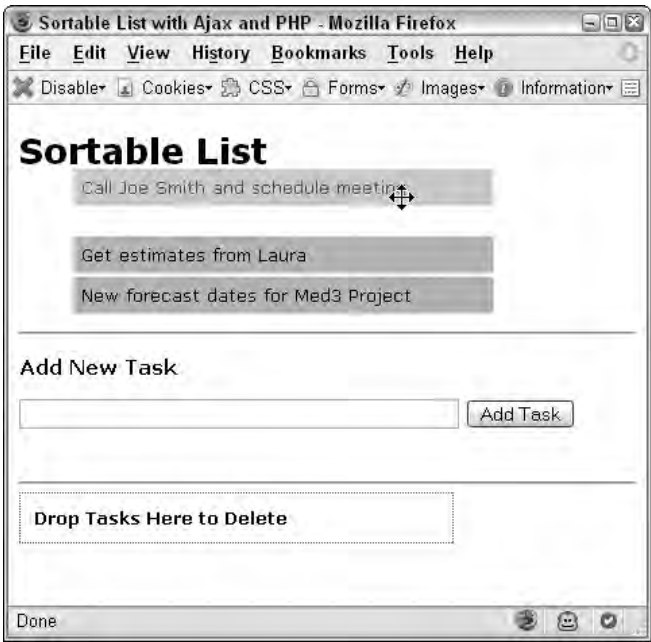 Sortable List with Ajax and PHP - Mozilla Firefox
File Edit View History Bookmarks Tools Help
Disable Cookies CSS Forms Images Information
Sortable List
Call Joe Smith and schedule meeting
Get estimates from Laura
New forecast dates for Med3 Project
Add New Task
Add Task
Drop Tasks Here to Delete
Done